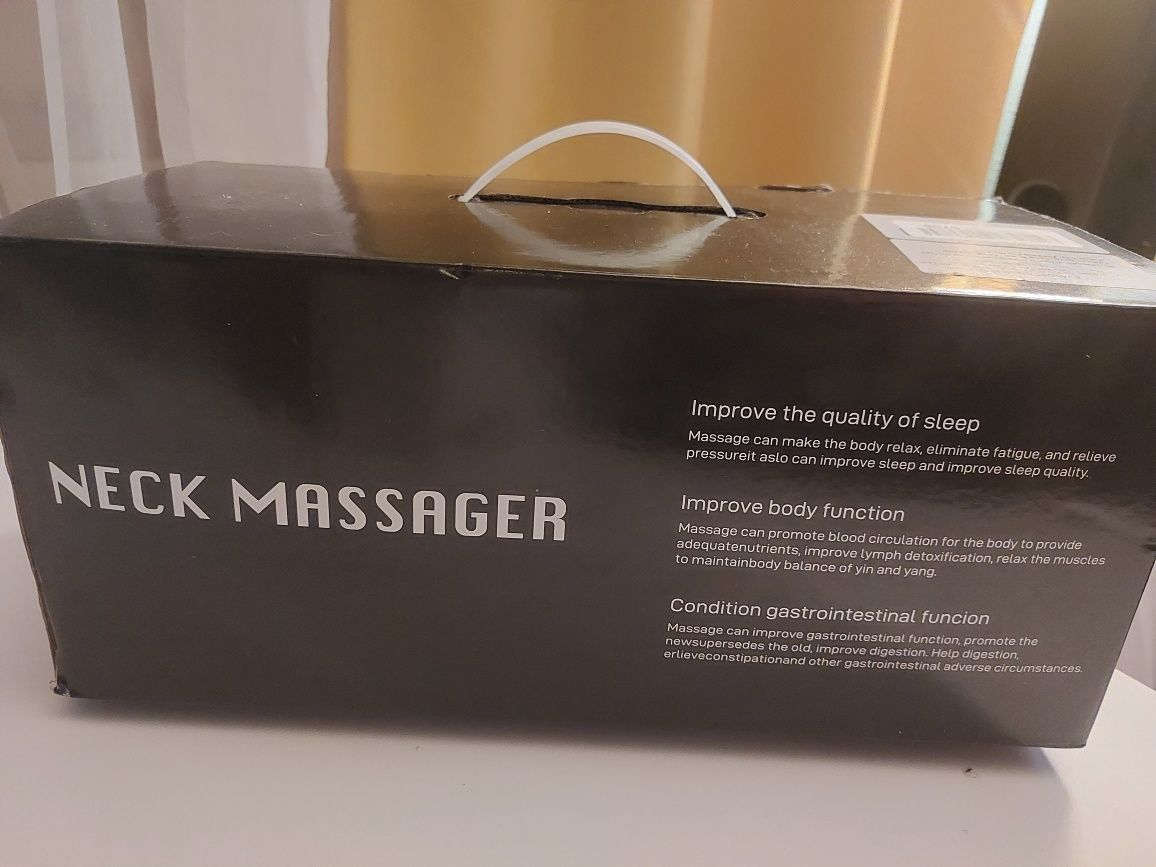 NECK MASSAGER
Improve the quality of sleep
Massage can make the body relax, eliminate fatigue, and relieve
pressureit aslo can improve sleep and improve sleep quality.
Improve body function
Massage can promote blood circulation for the body to provide
adequatenutrients, improve lymph detoxification, relax the muscles
to maintainbody balance of yin and yang.
Condition gastrointestinal funcion
Massage can improve gastrointestinal function, promote the
newsupersedes the old, improve digestion. Help digestion,
erlieveconstipationand other gastrointestinal adverse circumstances.